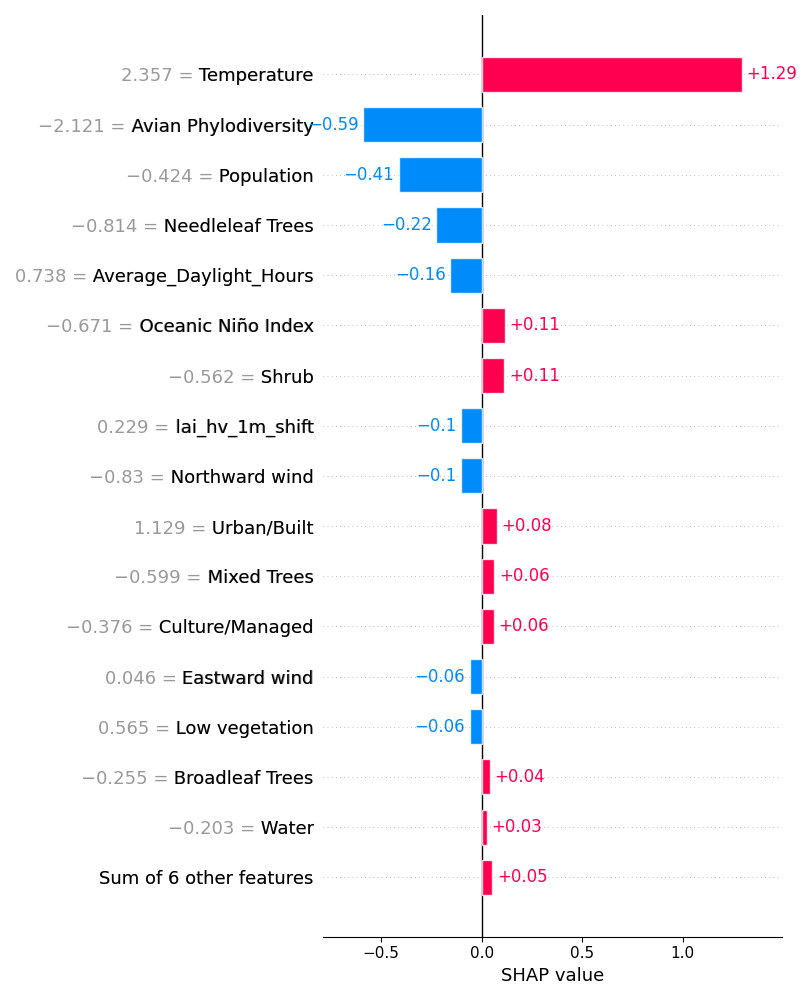 2.357 = Temperature +1.29
−2.121 = Avian Phylodiversity −0.59
−0.424 = Population −0.41
−0.814 = Needleleaf Trees −0.22
0.738 = Average_Daylight_Hours −0.16
−0.671 = Oceanic Niño Index +0.11
−0.562 = Shrub +0.11
0.229 = lai_hv_1m_shift −0.1
−0.83 = Northward wind −0.1
1.129 = Urban/Built +0.08
−0.599 = Mixed Trees +0.06
−0.376 = Culture/Managed +0.06
0.046 = Eastward wind −0.06
0.565 = Low vegetation −0.06
−0.255 = Broadleaf Trees +0.04
−0.203 = Water +0.03
Sum of 6 other features +0.05
−0.5 0.0 0.5 1.0
SHAP value